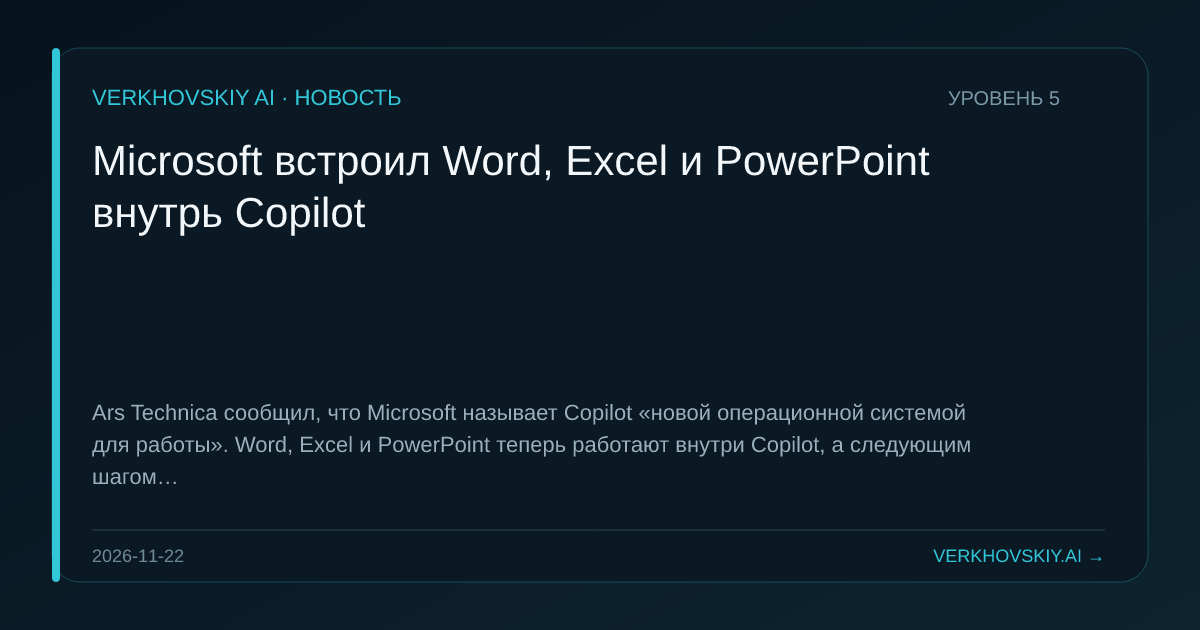 VERKHOVSKIY AI · НОВОСТЬ
УРОВЕНЬ 5
Microsoft встроил Word, Excel и PowerPoint
внутрь Copilot
Ars Technica сообщил, что Microsoft называет Copilot «новой операционной системой
для работы». Word, Excel и PowerPoint теперь работают внутри Copilot, а следующим
шагом…
2026-11-22
VERKHOVSKIY.AI →